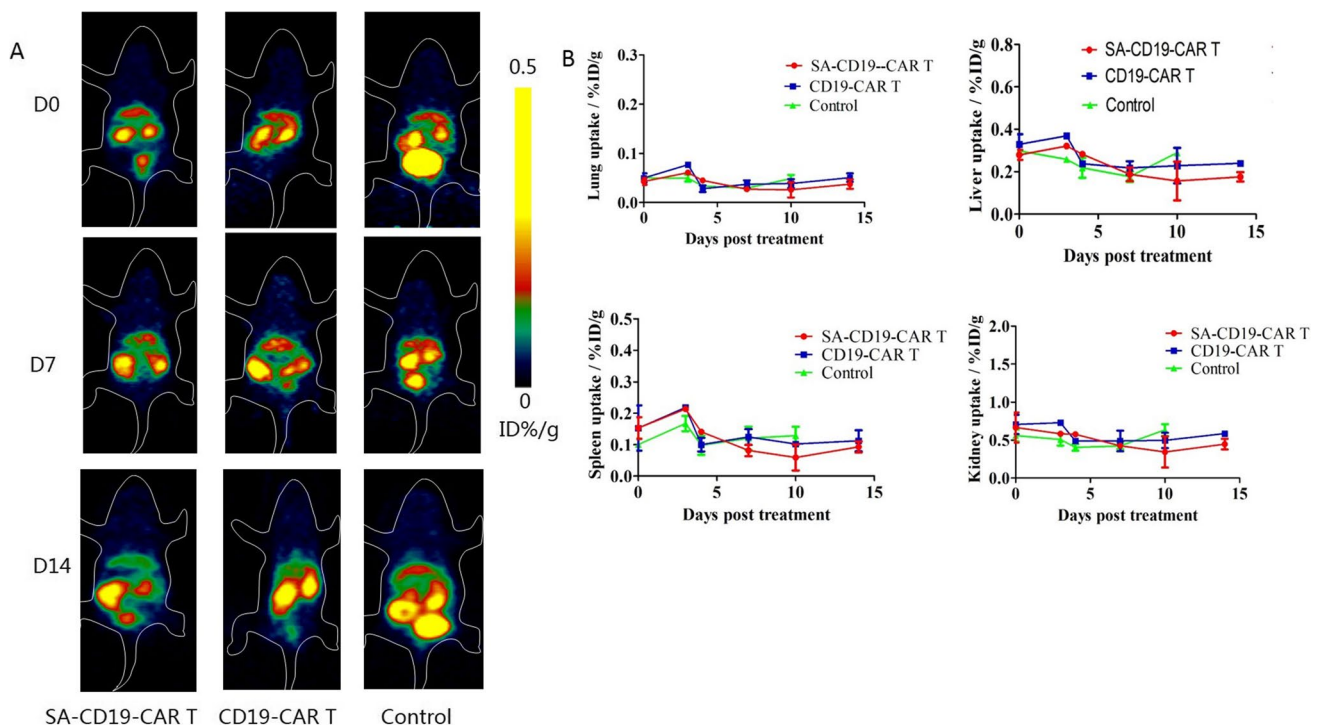 A
D0
D7
D14
SA-CD19-CAR T
CD19-CAR T
Control
0.5
0
ID%/g
B
0.3
0.2
0.1
0.0
Lung uptake / %ID/g
SA-CD19--CAR T
CD19-CAR T
Control
0 5 10 15
Days post treatment
0.8
0.6
0.4
0.2
0.0
Liver uptake / %ID/g
SA-CD19-CAR T
CD19-CAR T
Control
0 5 10 15
Days post treatment
0.5
0.4
0.3
0.2
0.1
0.0
Spleen uptake / %ID/g
SA-CD19-CAR T
CD19-CAR T
Control
0 5 10 15
Days post treatment
2.0
1.5
1.0
0.5
0.0
Kidney uptake / %ID/g
SA-CD19-CAR T
CD19-CAR T
Control
0 5 10 15
Days post treatment